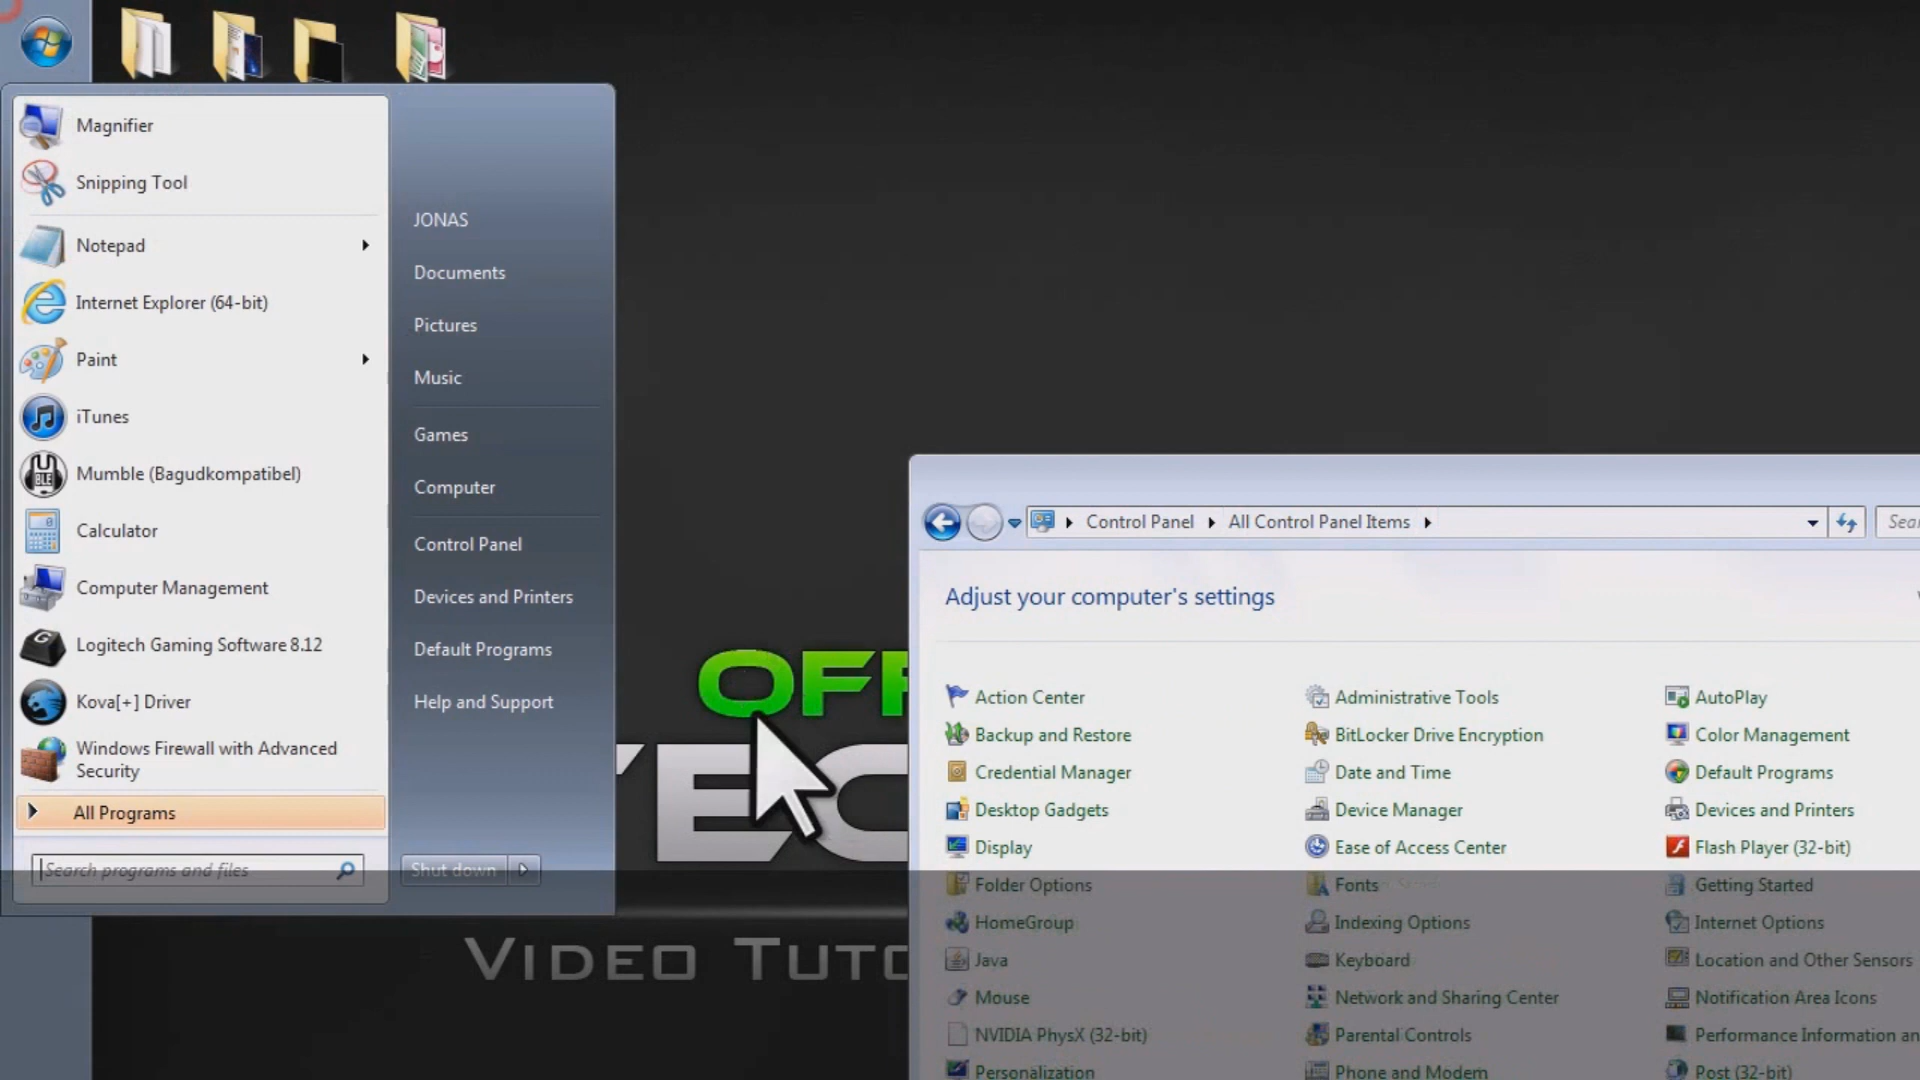 Magnifier
Snipping Tool
Notepad
Internet Explorer (64-bit)
Paint
iTunes
Mumble (Bagudkompatibel)
Calculator
Computer Management
Logitech Gaming Software 8.12
Kova[+] Driver
Windows Firewall with Advanced
Security
All Programs
Search programs and files
JONAS
Documents
Pictures
Music
Games
Computer
Control Panel
Devices and Printers
Default Programs
Help and Support
Shut down
OFF
VIDEO TUTO
Control Panel
All Control Panel Items
Sear
Adjust your computer's settings
Action Center
Administrative Tools
AutoPlay
Backup and Restore
BitLocker Drive Encryption
Color Management
Credential Manager
Date and Time
Default Programs
Desktop Gadgets
Device Manager
Devices and Printers
Display
Ease of Access Center
Flash Player (32-bit)
Folder Options
Fonts
Getting Started
HomeGroup
Indexing Options
Internet Options
Java
Keyboard
Location and Other Sensors
Mouse
Network and Sharing Center
Notification Area Icons
NVIDIA PhysX (32-bit)
Parental Controls
Performance Information an
Personalization
Phone and Modem
Post (32-bit)